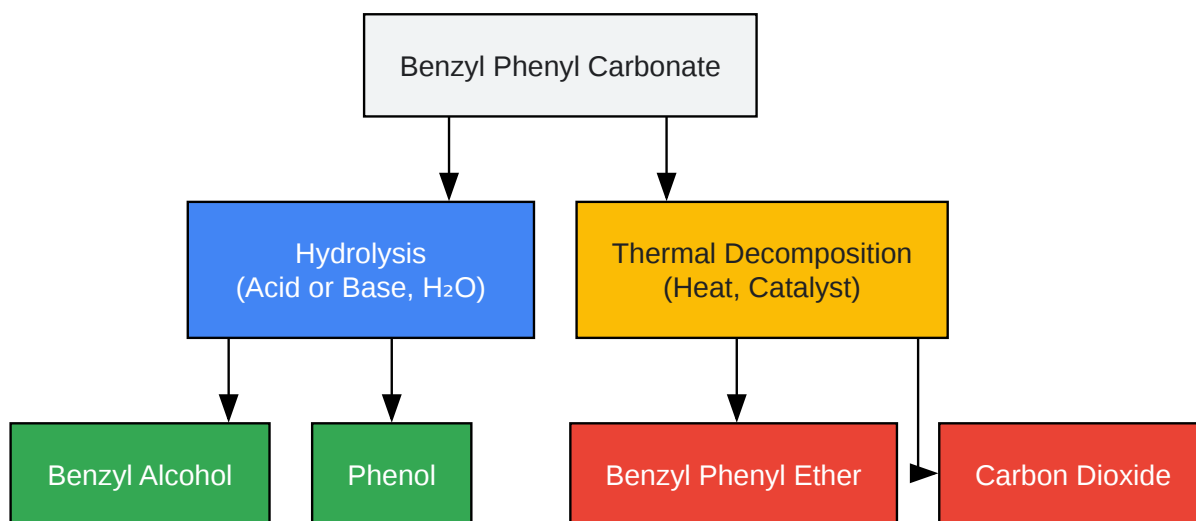 Benzyl Phenyl Carbonate
Hydrolysis
(Acid or Base, H₂O)
Thermal Decomposition
(Heat, Catalyst)
Benzyl Alcohol
Phenol
Benzyl Phenyl Ether
Carbon Dioxide